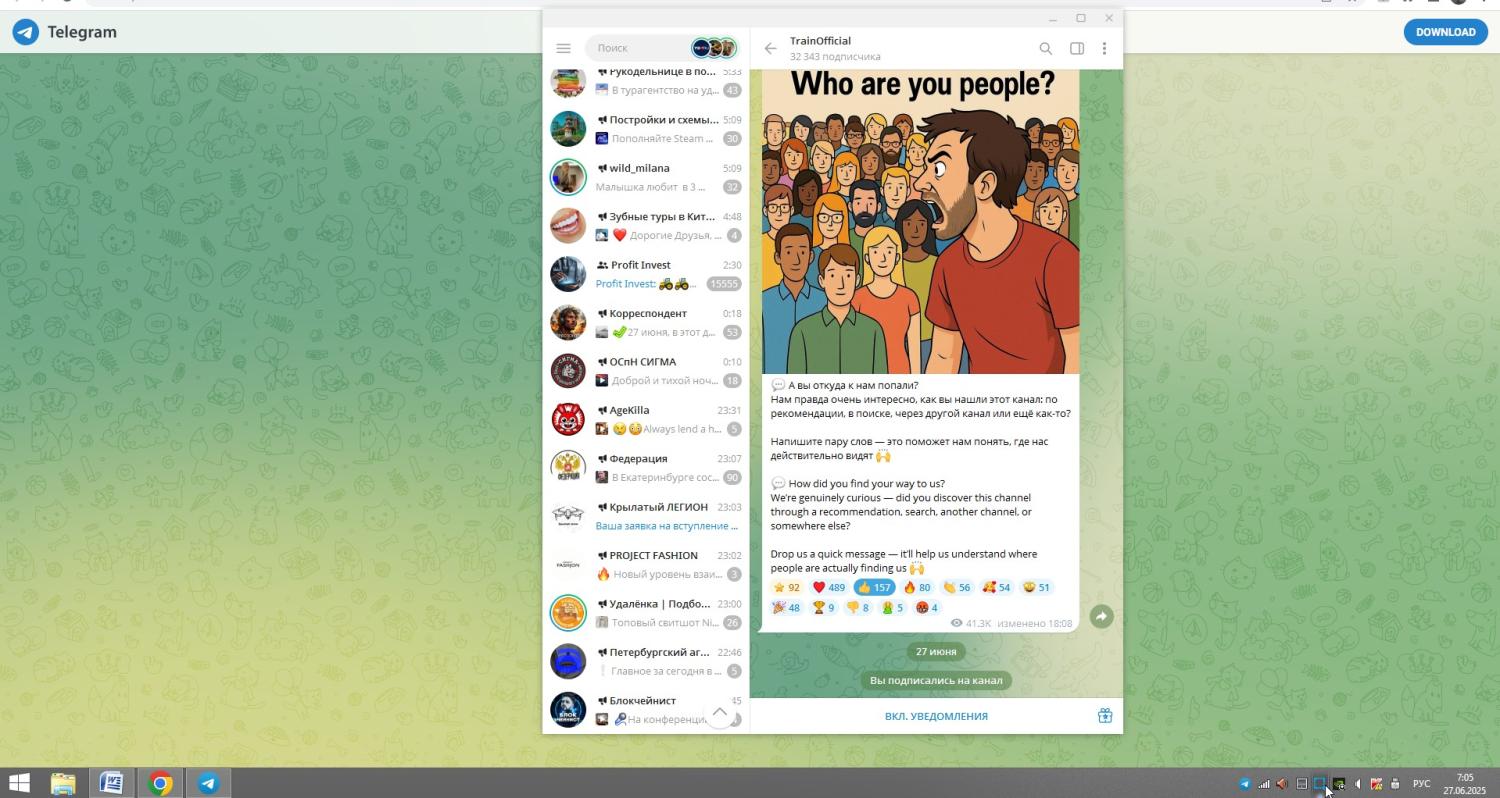 Telegram
DOWNLOAD
Поиск
Рукодельнице в по... 5:33
В турагентство на уд... 43
Постройки и схемы... 5:09
Пополняйте Steam ... 30
wild_milana 5:09
Малышка любит в 3 ... 32
Зубные туры в Кит... 4:48
❤️ Дорогие Друзья, ... 4
Profit Invest 2:30
Profit Invest: 🚜🚜... 15555
Корреспондент 0:18
27 июня, в этот д... 53
ОСпН СИГМА 0:10
Доброй и тихой ноч... 18
AgeKilla 23:31
😢😳Always lend a h... 5
Федерация 23:07
В Екатеринбурге сос... 90
Крылатый ЛЕГИОН 23:03
Ваша заявка на вступление ...
PROJECT FASHION 23:02
🔥 Новый уровень взаи... 3
Удалёнка | Подбо... 23:00
Топовый свитшот Ni... 26
Петербургский аг... 22:46
❕ Главное за сегодня в ... 5
Блокчейнист 45
На конференци
TrainOfficial
32 343 подписчика
Who are you people?
💬 А вы откуда к нам попали?
Нам правда очень интересно, как вы нашли этот канал: по
рекомендации, в поиске, через другой канал или ещё как-то?
Напишите пару слов — это поможет нам понять, где нас
действительно видят 🙌
💬 How did you find your way to us?
We're genuinely curious — did you discover this channel
through a recommendation, search, another channel, or
somewhere else?
Drop us a quick message — it'll help us understand where
people are actually finding us 🙌
⭐ 92 ❤️ 489 👍 157 🔥 80 👏 56 🥰 54 51
🎉 48 🏆 9 👎 8 5 🤬 4
41.3K изменено 18:08
27 июня
Вы подписались на канал
ВКЛ. УВЕДОМЛЕНИЯ
РУС
7:05
27.06.2025